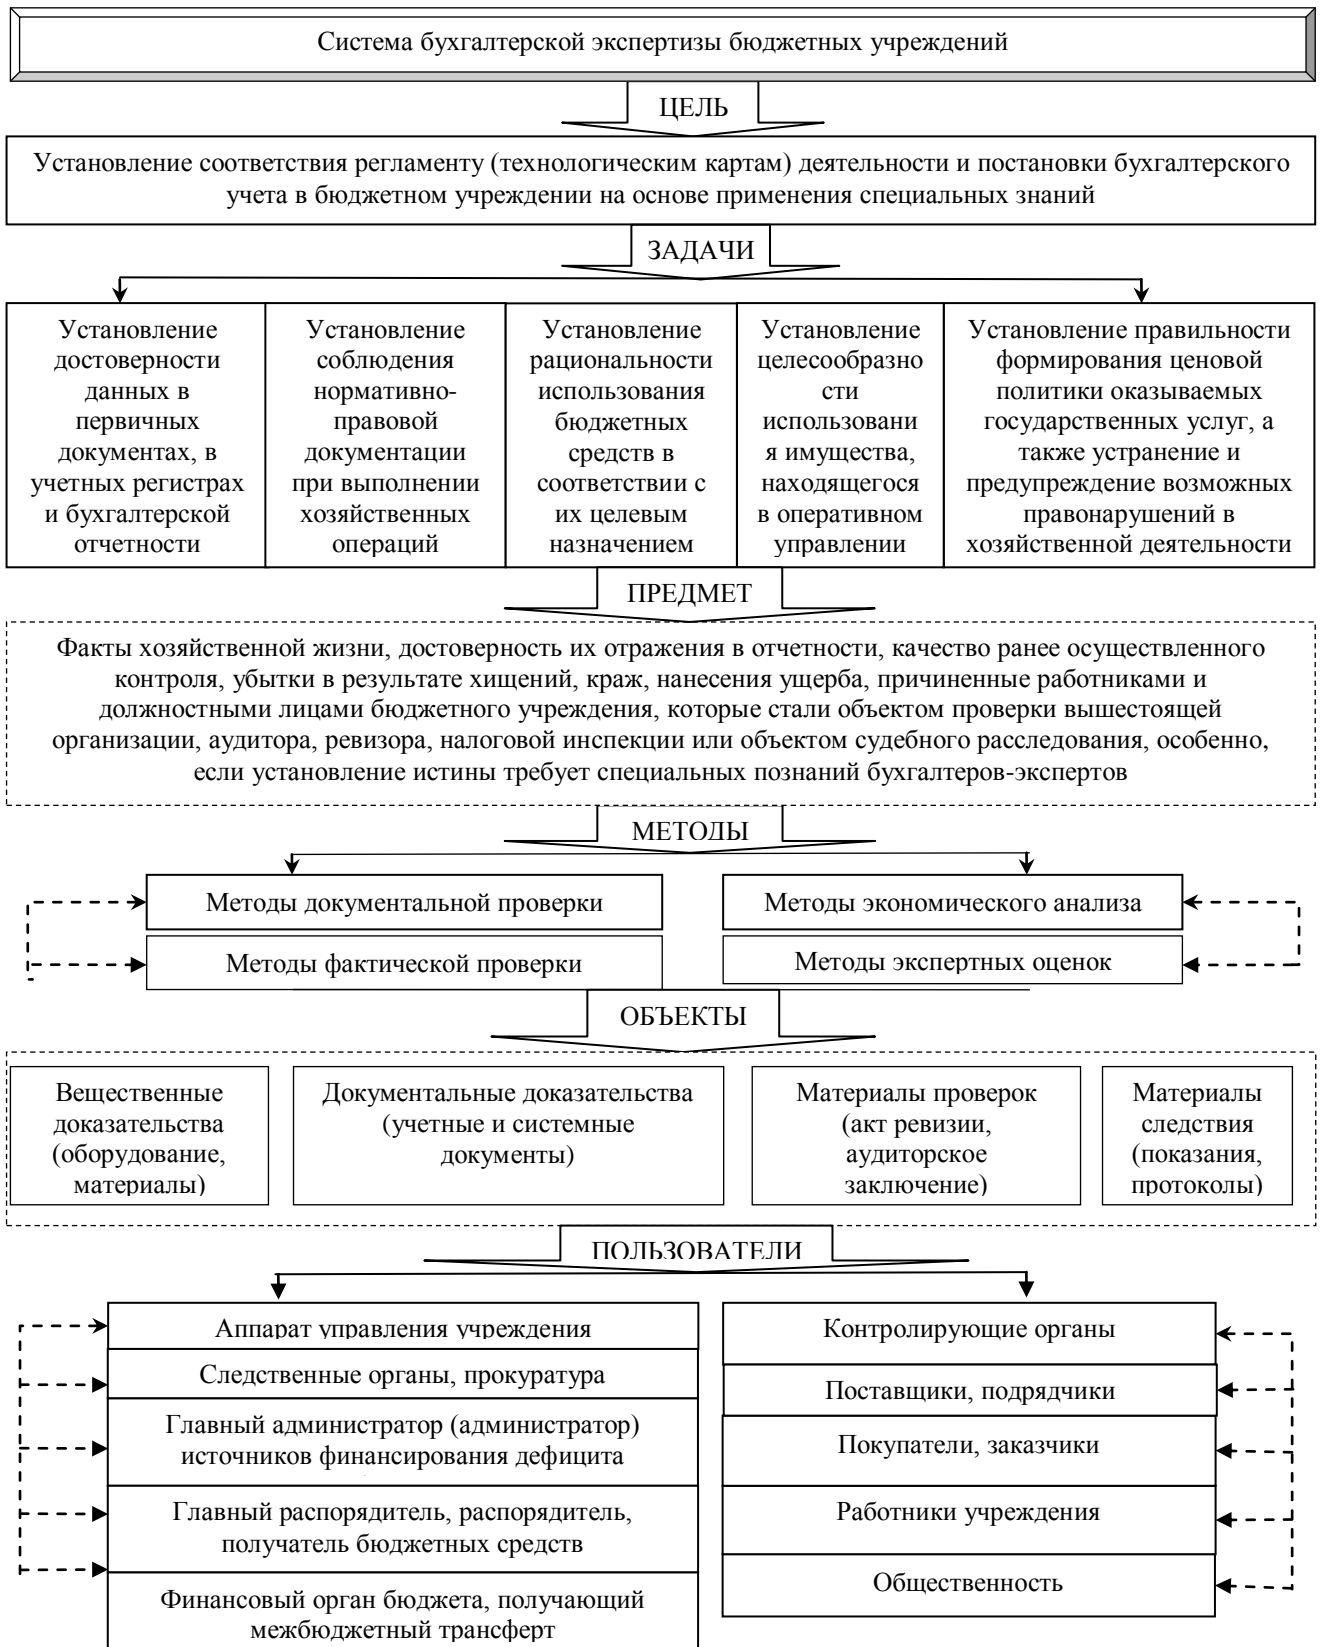 Система бухгалтерской экспертизы бюджетных учреждений
ЦЕЛЬ
Установление соответствия регламенту (технологическим картам) деятельности и постановки бухгалтерского
учета в бюджетном учреждении на основе применения специальных знаний
ЗАДАЧИ
Установление
достоверности
данных в
первичных
документах, в
учетных регистрах
и бухгалтерской
отчетности
Установление
соблюдения
нормативно-
правовой
документации
при выполнении
хозяйственных
операций
Установление
рациональности
использования
бюджетных
средств в
соответствии с
их целевым
назначением
Установление
целесообразно
сти
использовани
я имущества,
находящегося
в оперативном
управлении
Установление правильности
формирования ценовой
политики оказываемых
государственных услуг, а
также устранение и
предупреждение возможных
правонарушений в
хозяйственной деятельности
ПРЕДМЕТ
Факты хозяйственной жизни, достоверность их отражения в отчетности, качество ранее осуществленного
контроля, убытки в результате хищений, краж, нанесения ущерба, причиненные работниками и
должностными лицами бюджетного учреждения, которые стали объектом проверки вышестоящей
организации, аудитора, ревизора, налоговой инспекции или объектом судебного расследования, особенно,
если установление истины требует специальных познаний бухгалтеров-экспертов
МЕТОДЫ
Методы документальной проверки
Методы фактической проверки
Методы экономического анализа
Методы экспертных оценок
ОБЪЕКТЫ
Вещественные
доказательства
(оборудование,
материалы)
Документальные доказательства
(учетные и системные
документы)
Материалы проверок
(акт ревизии,
аудиторское
заключение)
Материалы
следствия
(показания,
протоколы)
ПОЛЬЗОВАТЕЛИ
Аппарат управления учреждения
Следственные органы, прокуратура
Главный администратор (администратор)
источников финансирования дефицита
Главный распорядитель, распорядитель,
получатель бюджетных средств
Финансовый орган бюджета, получающий
межбюджетный трансферт
Контролирующие органы
Поставщики, подрядчики
Покупатели, заказчики
Работники учреждения
Общественность